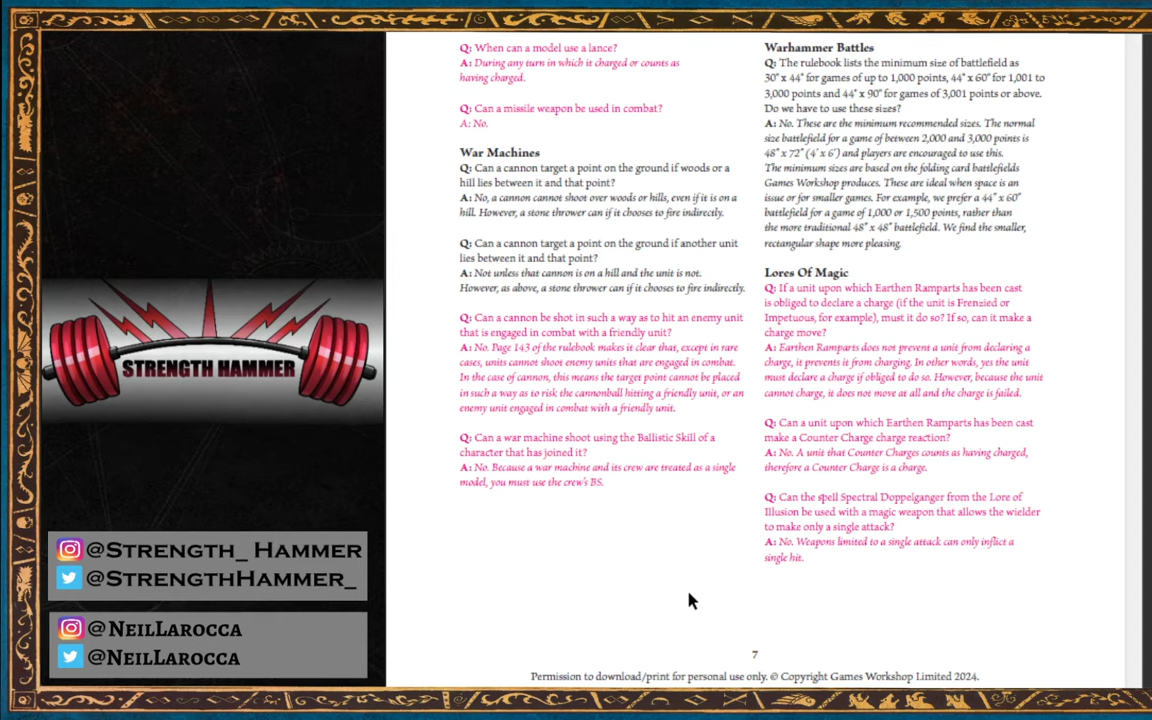 STRENGTH HAMMER
@Strength_ Hammer
@StrengthHammer_
@NeilLarocca
@NeilLarocca
Q: When can a model use a lance?
A: During any turn in which it charged or counts as
having charged.
Q: Can a missile weapon be used in combat?
A: No.
War Machines
Q: Can a cannon target a point on the ground if woods or a
hill lies between it and that point?
A: No, a cannon cannot shoot over woods or hills, even if it is on a
hill. However, a stone thrower can if it chooses to fire indirectly.
Q: Can a cannon target a point on the ground if another unit
lies between it and that point?
A: Not unless that cannon is on a hill and the unit is not.
However, as above, a stone thrower can if it chooses to fire indirectly.
Q: Can a cannon be shot in such a way as to hit an enemy unit
that is engaged in combat with a friendly unit?
A: No. Page 143 of the rulebook makes it clear that, except in rare
cases, units cannot shoot enemy units that are engaged in combat.
In the case of cannon, this means the target point cannot be placed
in such a way as to risk the cannonball hitting a friendly unit, or an
enemy unit engaged in combat with a friendly unit.
Q: Can a war machine shoot using the Ballistic Skill of a
character that has joined it?
A: No. Because a war machine and its crew are treated as a single
model, you must use the crew's BS.
Warhammer Battles
Q: The rulebook lists the minimum size of battlefield as
30" x 44" for games of up to 1,000 points, 44" x 60" for 1,001 to
3,000 points and 44" x 90" for games of 3,001 points or above.
Do we have to use these sizes?
A: No. These are the minimum recommended sizes. The normal
size battlefield for a game of between 2,000 and 3,000 points is
48" x 72" (4' x 6') and players are encouraged to use this.
The minimum sizes are based on the folding card battlefields
Games Workshop produces. These are ideal when space is an
issue or for smaller games. For example, we prefer a 44" x 60"
battlefield for a game of 1,000 or 1,500 points, rather than
the more traditional 48" x 48" battlefield. We find the smaller,
rectangular shape more pleasing.
Lores Of Magic
Q: If a unit upon which Earthen Ramparts has been cast
is obliged to declare a charge (if the unit is Frenzied or
Impetuous, for example), must it do so? If so, can it make a
charge move?
A: Earthen Ramparts does not prevent a unit from declaring a
charge, it prevents it from charging. In other words, yes the unit
must declare a charge if obliged to do so. However, because the unit
cannot charge, it does not move at all and the charge is failed.
Q: Can a unit upon which Earthen Ramparts has been cast
make a Counter Charge charge reaction?
A: No. A unit that Counter Charges counts as having charged,
therefore a Counter Charge is a charge.
Q: Can the spell Spectral Doppelganger from the Lore of
Illusion be used with a magic weapon that allows the wielder
to make only a single attack?
A: No. Weapons limited to a single attack can only inflict a
single hit.
7
Permission to download/print for personal use only. © Copyright Games Workshop Limited 2024.